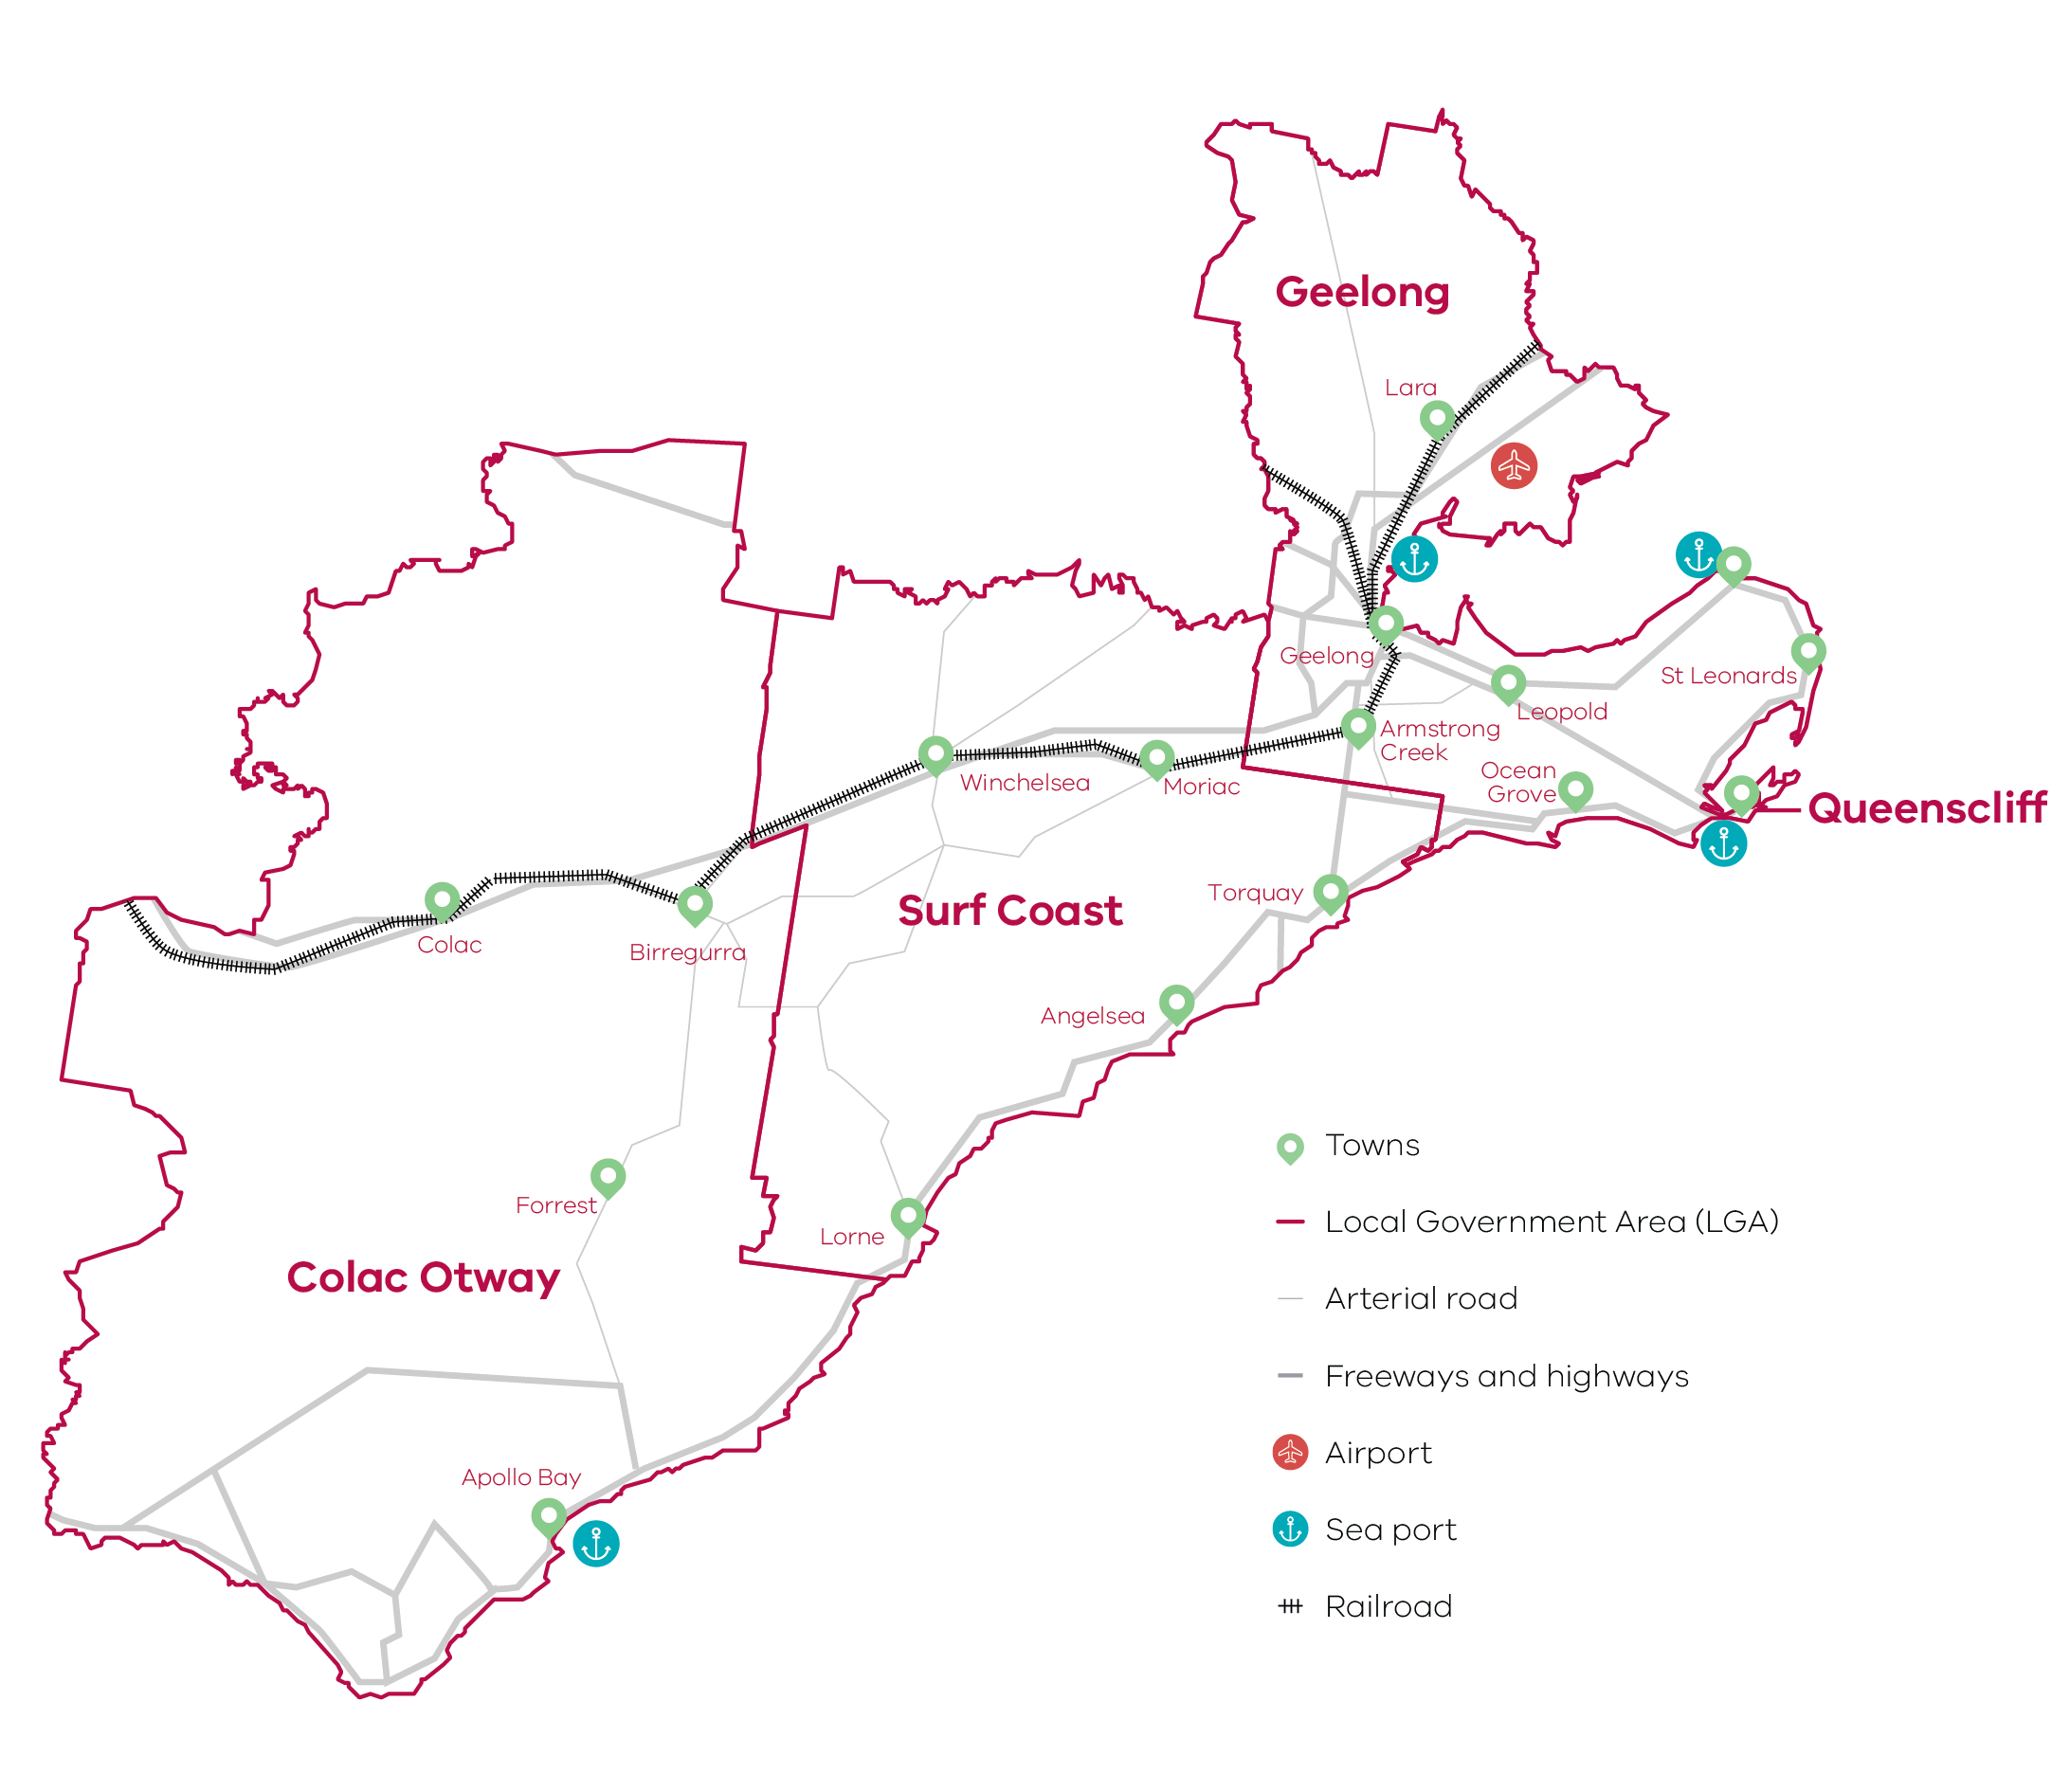 Geelong
Lara
Geelong
St Leonards
Leopold
Armstrong
Creek
Winchelsea
Moriac
Ocean
Grove
Queenscliff
Torquay
Surf Coast
Colac
Birregurra
Angelsea
Forrest
Lorne
Colac Otway
Apollo Bay
Towns
Local Government Area (LGA)
Arterial road
Freeways and highways
Airport
Sea port
Railroad